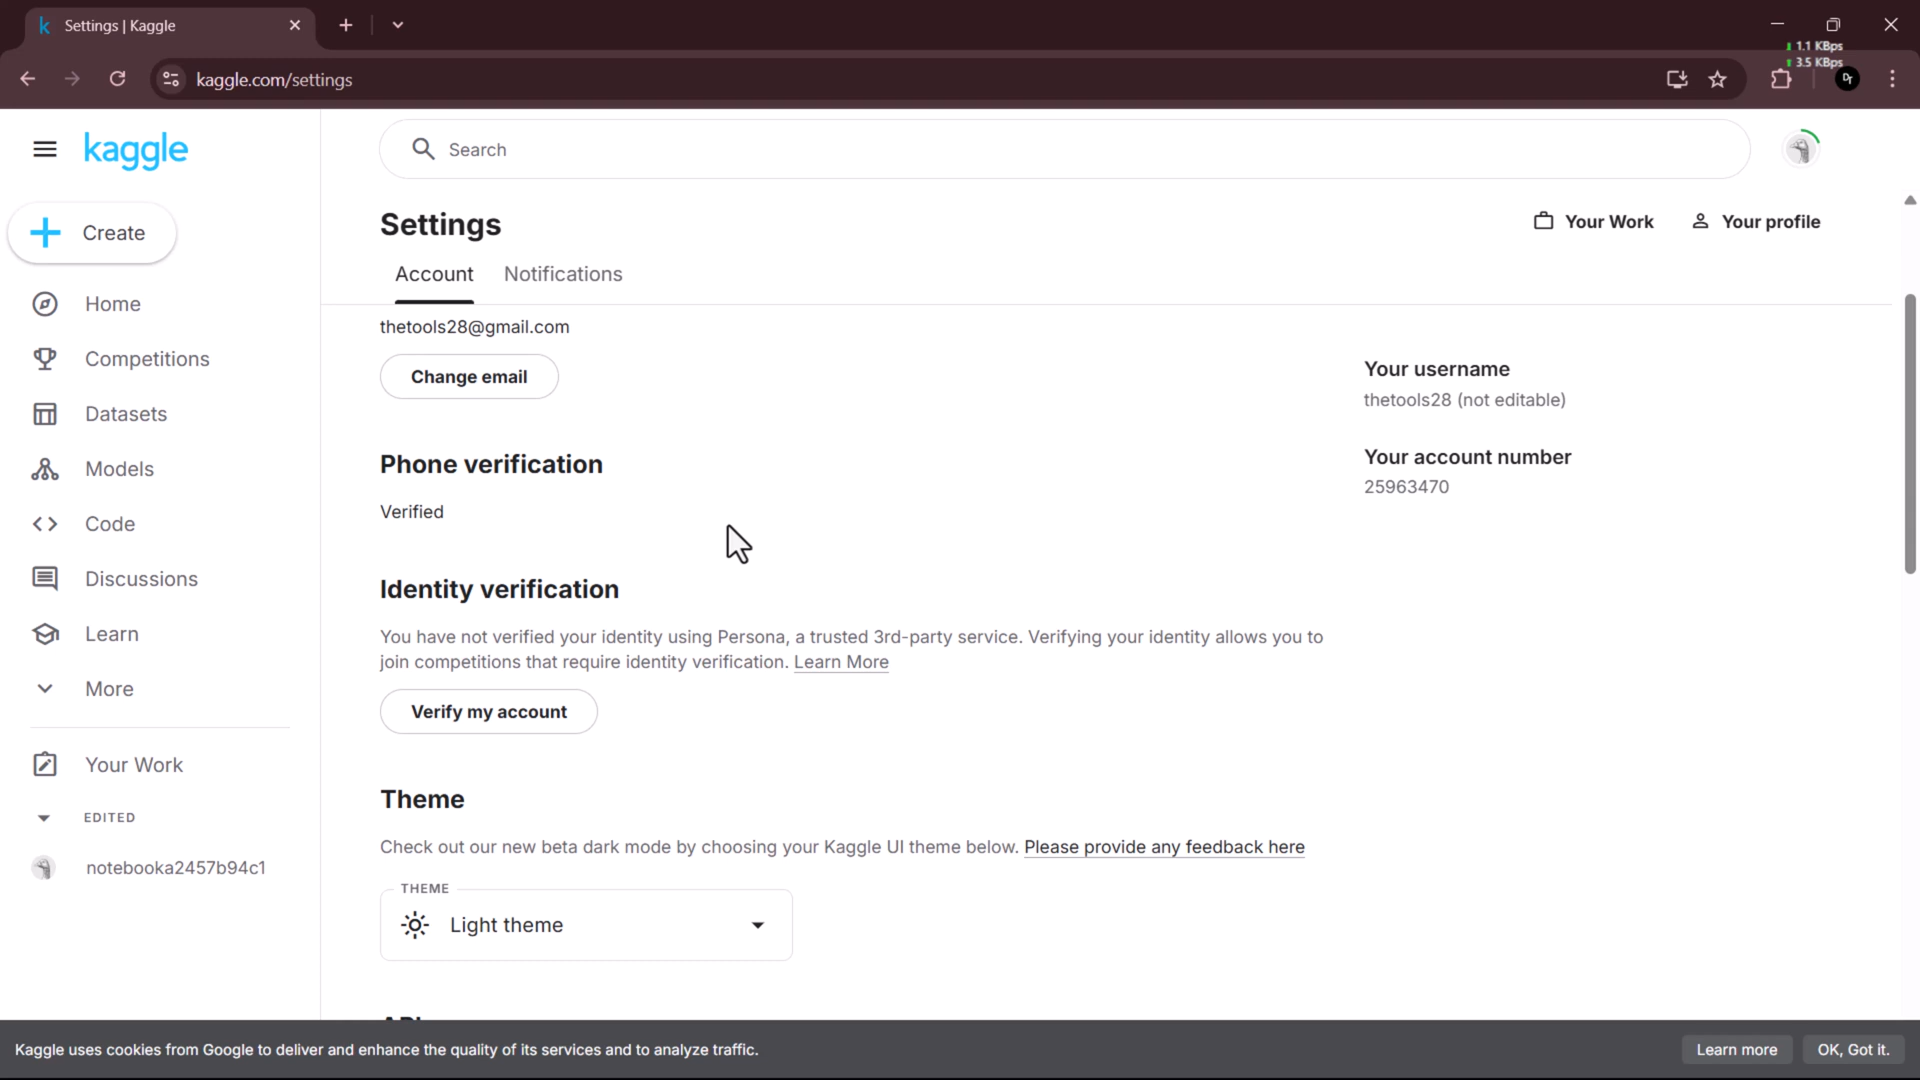 Settings | Kaggle
1.1 KBps
3.5 KBps
kaggle.com/settings
DT
kaggle
Search
Create
Settings
Your Work
Your profile
Account
Notifications
Home
Competitions
Datasets
Models
Code
Discussions
Learn
More
Your Work
EDITED
notebooka2457b94c1
thetools28@gmail.com
Change email
Your username
thetools28 (not editable)
Your account number
25963470
Phone verification
Verified
Identity verification
You have not verified your identity using Persona, a trusted 3rd-party service. Verifying your identity allows you to
join competitions that require identity verification. Learn More
Verify my account
Theme
Check out our new beta dark mode by choosing your Kaggle UI theme below. Please provide any feedback here
THEME
Light theme
Kaggle uses cookies from Google to deliver and enhance the quality of its services and to analyze traffic.
Learn more
OK, Got it.